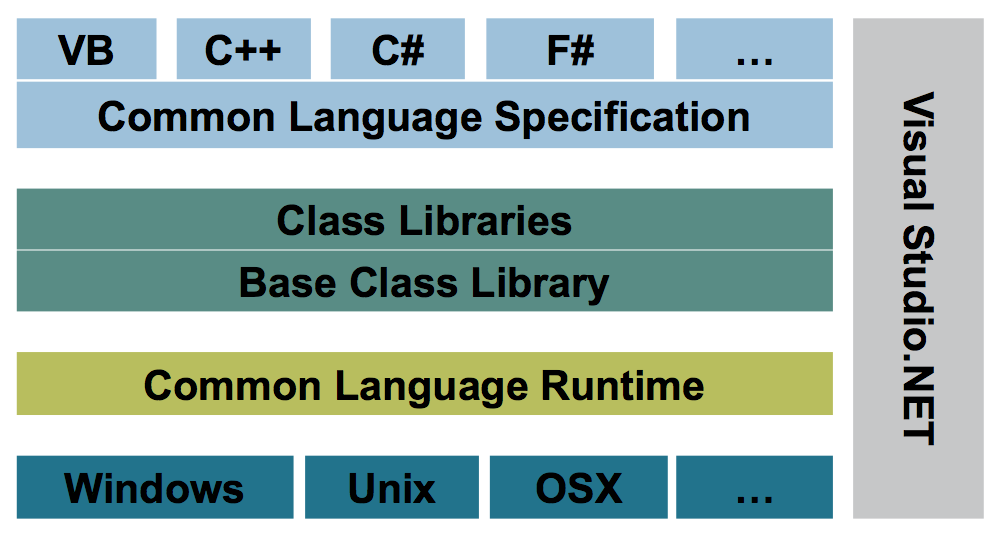 VB
C++
C#
F#
…
Common Language Specification
Class Libraries
Base Class Library
Common Language Runtime
Windows
Unix
OSX
…
Visual Studio.NET